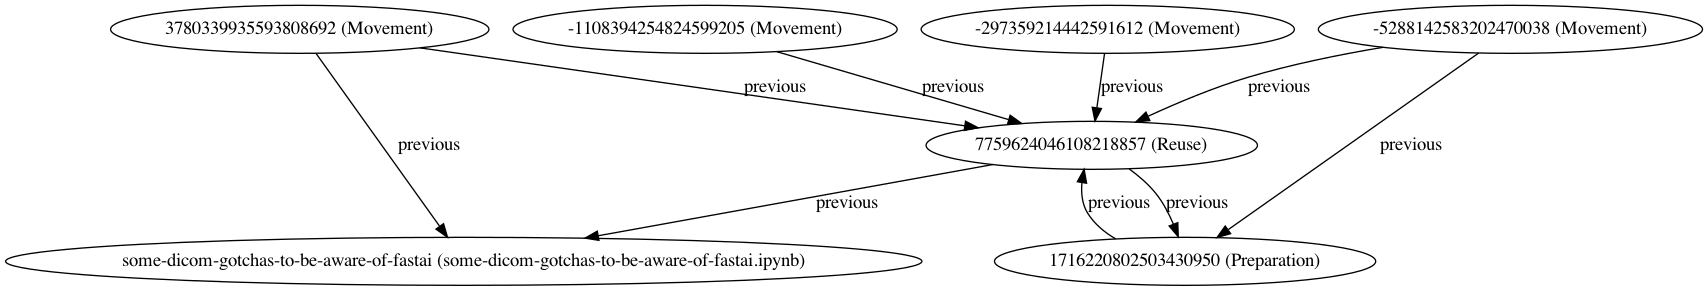 3780339935593808692 (Movement)
-1108394254824599205 (Movement)
-297359214442591612 (Movement)
-5288142583202470038 (Movement)
previous
previous
previous
previous
previous
7759624046108218857 (Reuse)
previous
previous
previous
previous
some-dicom-gotchas-to-be-aware-of-fastai (some-dicom-gotchas-to-be-aware-of-fastai.ipynb)
1716220802503430950 (Preparation)